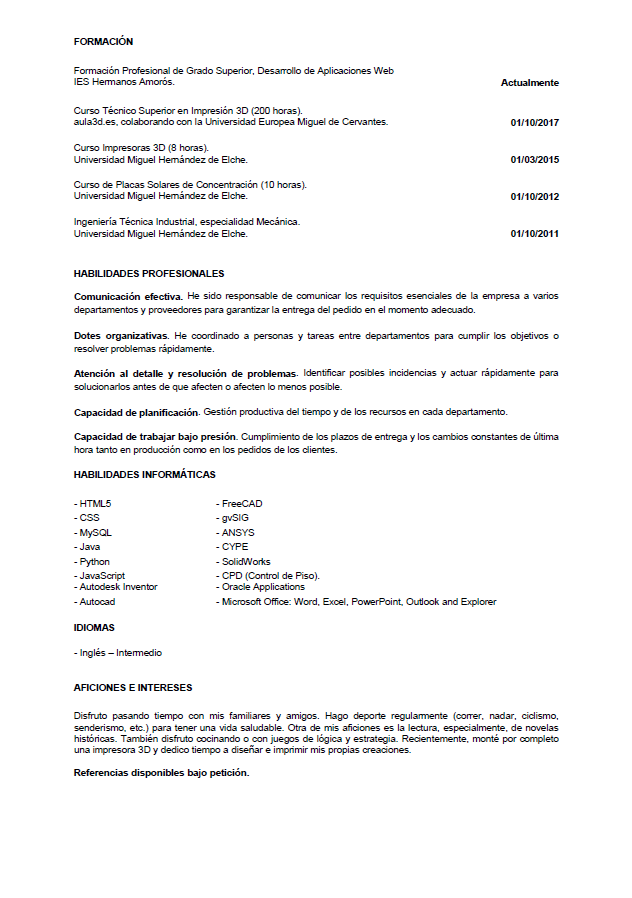 FORMACIÓN
Formación Profesional de Grado Superior, Desarrollo de Aplicaciones Web
IES Hermanos Amorós. Actualmente
Curso Técnico Superior en Impresión 3D (200 horas).
aula3d.es, colaborando con la Universidad Europea Miguel de Cervantes. 01/10/2017
Curso Impresoras 3D (8 horas).
Universidad Miguel Hernández de Elche. 01/03/2015
Curso de Placas Solares de Concentración (10 horas).
Universidad Miguel Hernández de Elche. 01/10/2012
Ingeniería Técnica Industrial, especialidad Mecánica.
Universidad Miguel Hernández de Elche. 01/10/2011
HABILIDADES PROFESIONALES
Comunicación efectiva. He sido responsable de comunicar los requisitos esenciales de la empresa a varios
departamentos y proveedores para garantizar la entrega del pedido en el momento adecuado.
Dotes organizativas. He coordinado a personas y tareas entre departamentos para cumplir los objetivos o
resolver problemas rápidamente.
Atención al detalle y resolución de problemas. Identificar posibles incidencias y actuar rápidamente para
solucionarlos antes de que afecten o afecten lo menos posible.
Capacidad de planificación. Gestión productiva del tiempo y de los recursos en cada departamento.
Capacidad de trabajar bajo presión. Cumplimiento de los plazos de entrega y los cambios constantes de última
hora tanto en producción como en los pedidos de los clientes.
HABILIDADES INFORMÁTICAS
- HTML5 - FreeCAD
- CSS - gvSIG
- MySQL - ANSYS
- Java - CYPE
- Python - SolidWorks
- JavaScript - CPD (Control de Piso).
- Autodesk Inventor - Oracle Applications
- Autocad - Microsoft Office: Word, Excel, PowerPoint, Outlook and Explorer
IDIOMAS
- Inglés – Intermedio
AFICIONES E INTERESES
Disfruto pasando tiempo con mis familiares y amigos. Hago deporte regularmente (correr, nadar, ciclismo,
senderismo, etc.) para tener una vida saludable. Otra de mis aficiones es la lectura, especialmente, de novelas
históricas. También disfruto cocinando o con juegos de lógica y estrategia. Recientemente, monté por completo
una impresora 3D y dedico tiempo a diseñar e imprimir mis propias creaciones.
Referencias disponibles bajo petición.